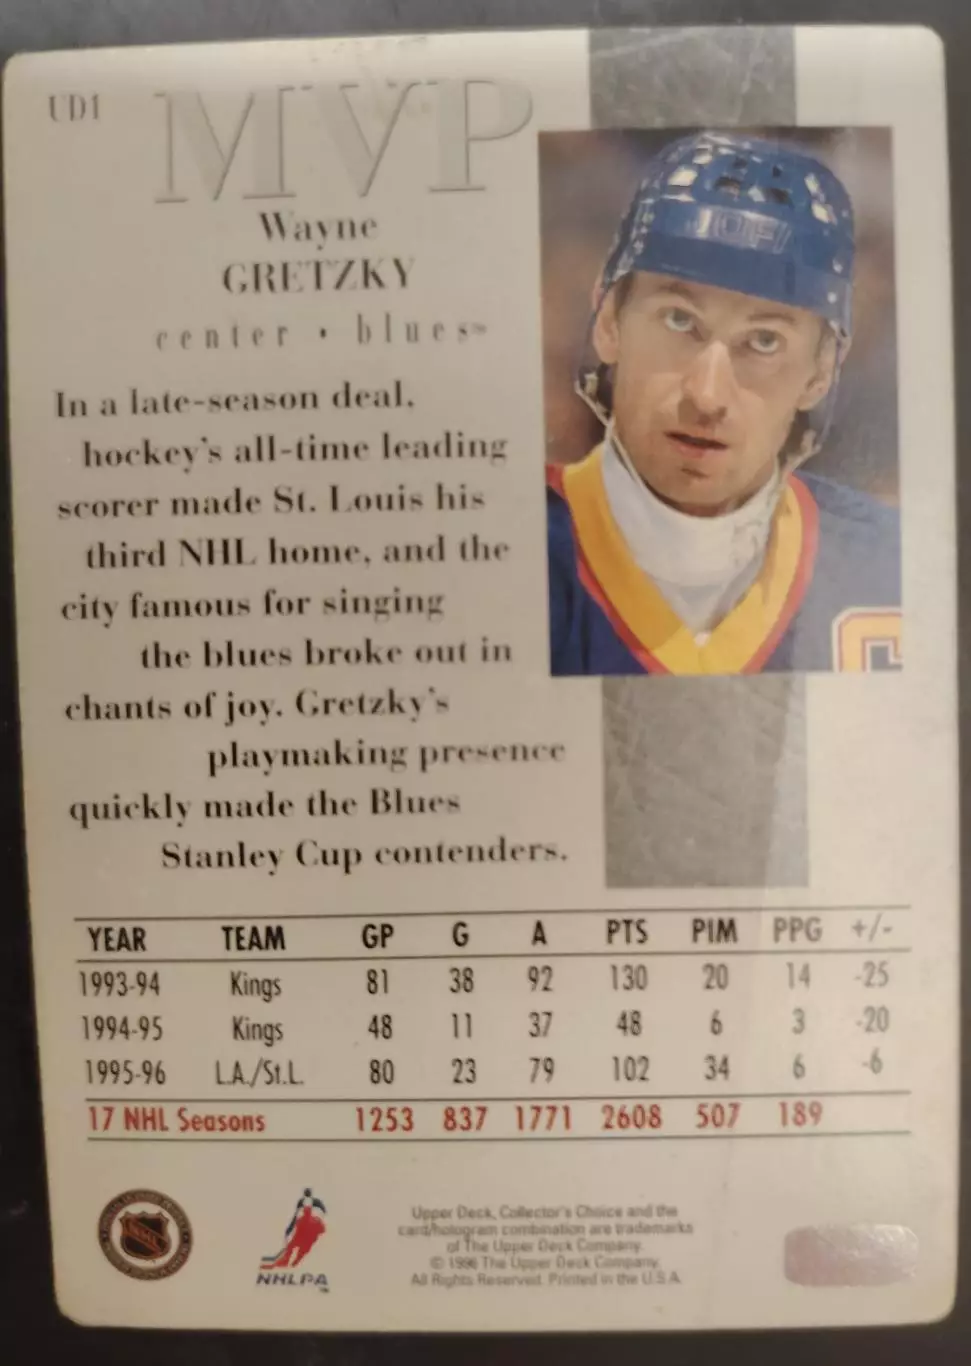 UD1
MVP
Wayne
GRETZKY
center • blues™
In a late-season deal,
hockey's all-time leading
scorer made St. Louis his
third NHL home, and the
city famous for singing
the blues broke out in
chants of joy. Gretzky's
playmaking presence
quickly made the Blues
Stanley Cup contenders.
JOFA
C
YEAR TEAM GP G A PTS PIM PPG +/-
1993-94 Kings 81 38 92 130 20 14 -25
1994-95 Kings 48 11 37 48 6 3 -20
1995-96 L.A./St.L. 80 23 79 102 34 6 -6
17 NHL Seasons 1253 837 1771 2608 507 189
NHL
NHLPA™
Upper Deck, Collector's Choice and the
card/hologram combination are trademarks
of The Upper Deck Company.
© 1996 The Upper Deck Company.
All Rights Reserved. Printed in the U.S.A.